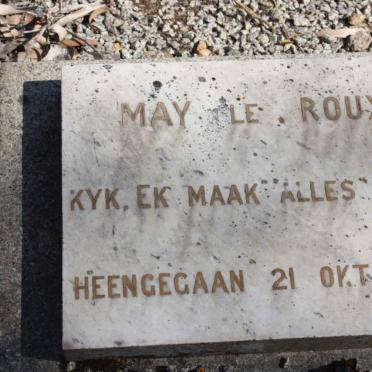 MAY LE ROUX
KYK, EK MAAK "ALLES"
HEENGEGAAN 21 OKT